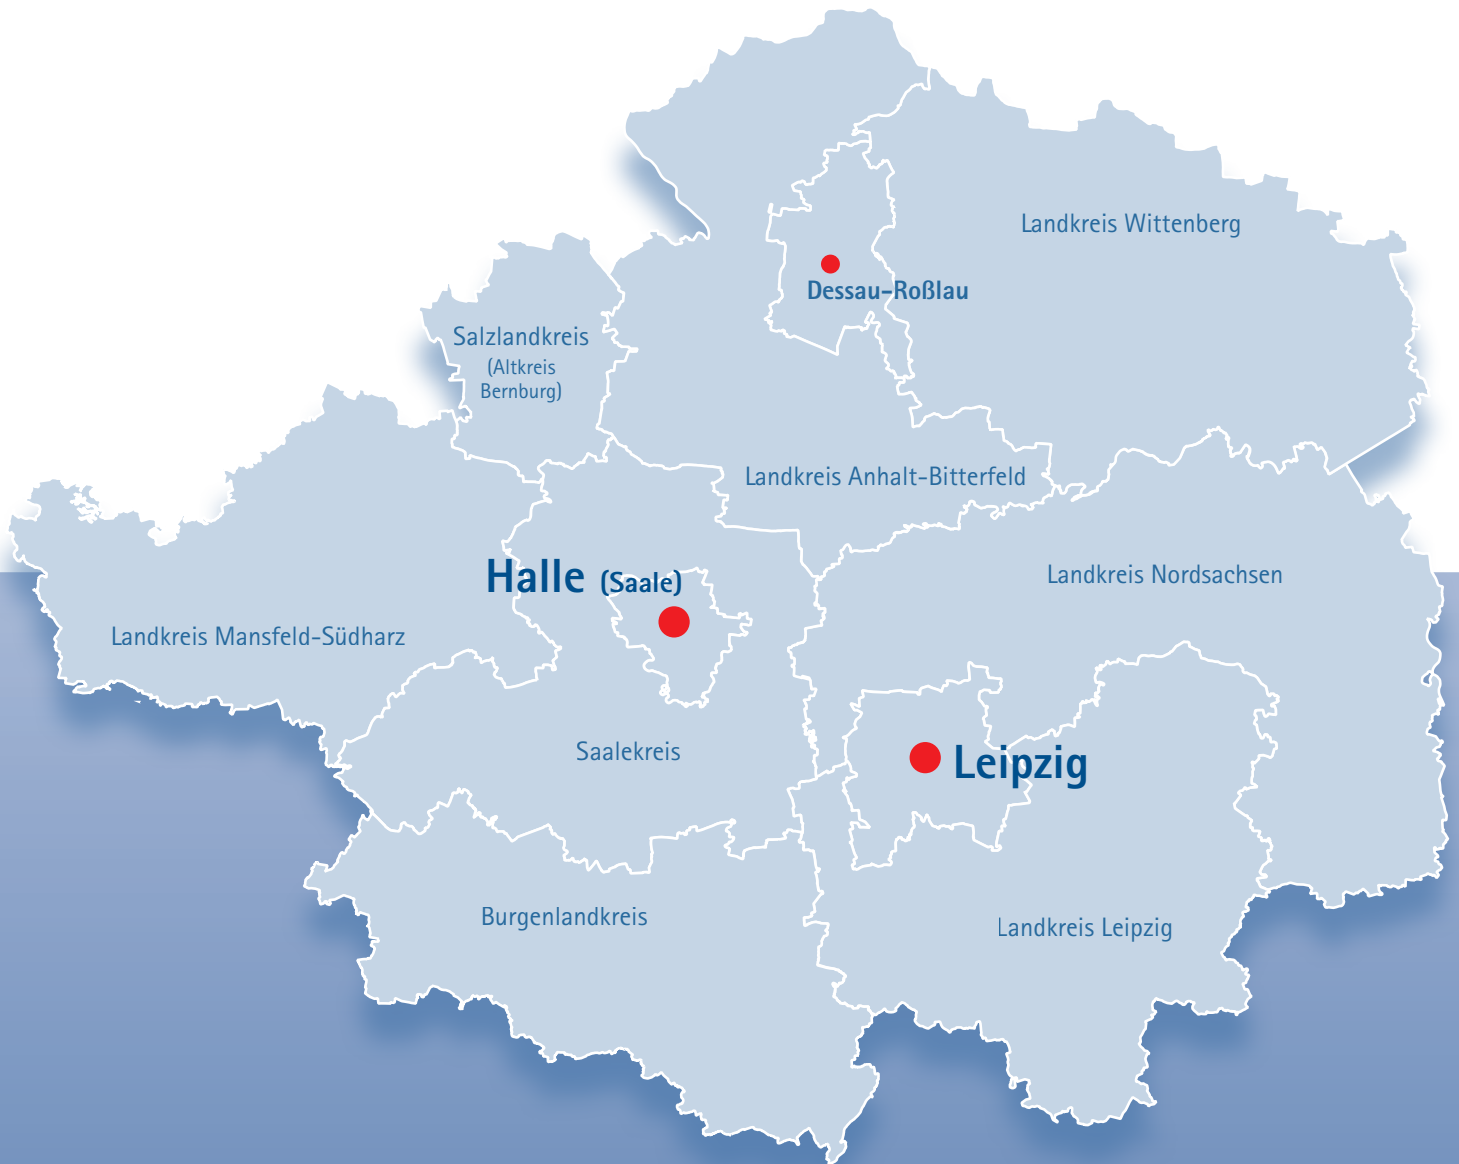 Landkreis Wittenberg
Dessau-Roßlau
Salzlandkreis
(Altkreis
Bernburg)
Landkreis Anhalt-Bitterfeld
Halle (Saale)
Landkreis Nordsachsen
Landkreis Mansfeld-Südharz
Saalekreis
Leipzig
Burgenlandkreis
Landkreis Leipzig